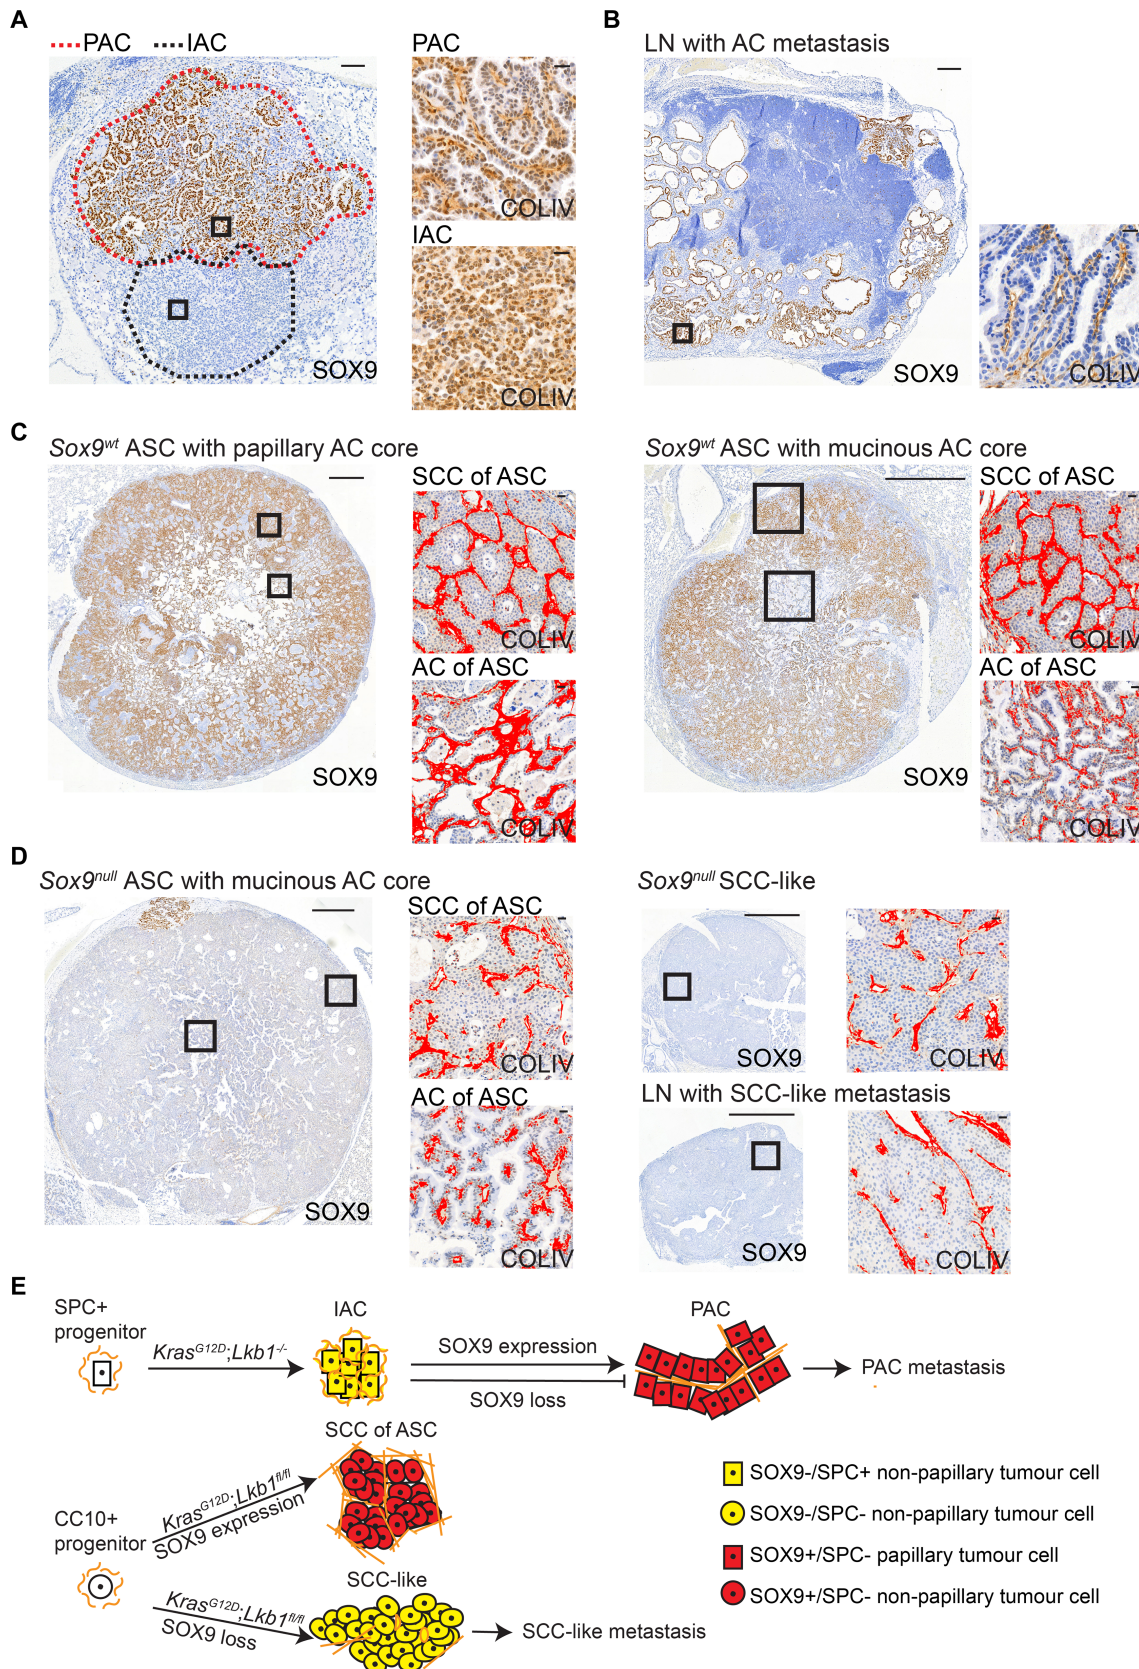 A
PAC IAC
SOX9
PAC
COLIV
IAC
COLIV
B
LN with AC metastasis
SOX9
COLIV
C
Sox9wt ASC with papillary AC core
SOX9
SCC of ASC
COLIV
AC of ASC
COLIV
Sox9wt ASC with mucinous AC core
SOX9
SCC of ASC
COLIV
AC of ASC
COLIV
D
Sox9null ASC with mucinous AC core
SOX9
SCC of ASC
COLIV
AC of ASC
COLIV
Sox9null SCC-like
SOX9
COLIV
LN with SCC-like metastasis
SOX9
COLIV
E
SPC+
progenitor
KrasG12D;Lkb1-/-
IAC
SOX9 expression
SOX9 loss
PAC
PAC metastasis
CC10+
progenitor
KrasG12D;Lkb1fl/fl
SOX9 expression
SCC of ASC
KrasG12D;Lkb1fl/fl
SOX9 loss
SCC-like
SCC-like metastasis
SOX9-/SPC+ non-papillary tumour cell
SOX9-/SPC- non-papillary tumour cell
SOX9+/SPC- papillary tumour cell
SOX9+/SPC- non-papillary tumour cell